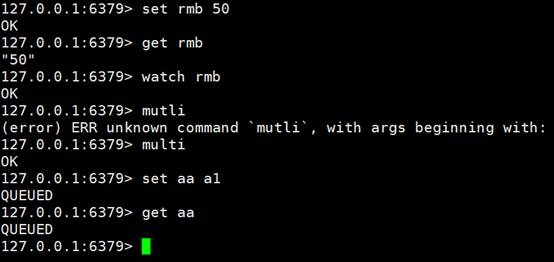 127.0.0.1:6379> set rmb 50
OK
127.0.0.1:6379> get rmb
"50"
127.0.0.1:6379> watch rmb
OK
127.0.0.1:6379> mutli
(error) ERR unknown command `mutli`, with args beginning with:
127.0.0.1:6379> multi
OK
127.0.0.1:6379> set aa a1
QUEUED
127.0.0.1:6379> get aa
QUEUED
127.0.0.1:6379>